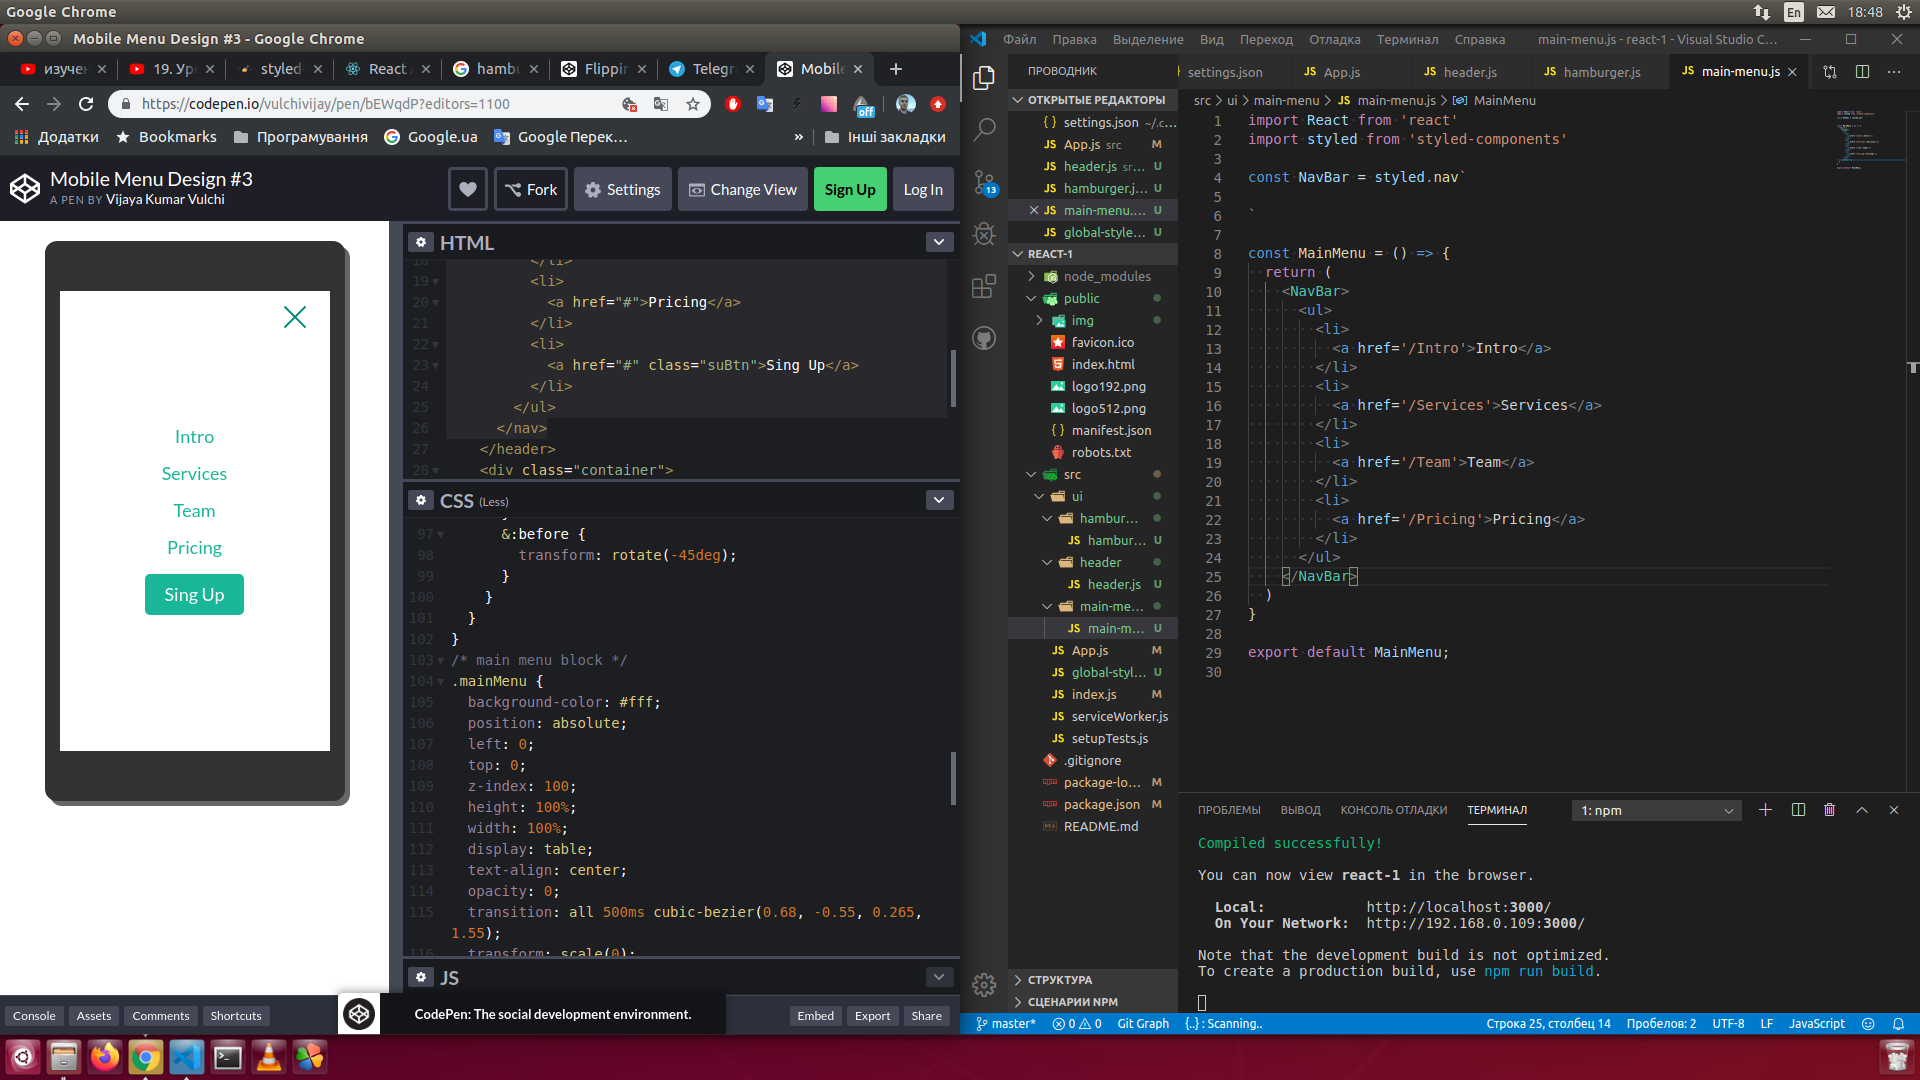 Google Chrome
En
18:48
Mobile Menu Design #3 - Google Chrome
изучен
19. Ур
styled-
React
hambu
Flippin
Telegr
Mobile
https://codepen.io/vulchivijay/pen/bEWqdP?editors=1100
off
Додатки
Bookmarks
Програмування
Google.ua
Google Перек...
»
Інші закладки
Mobile Menu Design #3
A PEN BY Vijaya Kumar Vulchi
Fork
Settings
Change View
Sign Up
Log In
Intro
Services
Team
Pricing
Sing Up
HTML
18 </li>
19 <li>
20 <a href="#">Pricing</a>
21 </li>
22 <li>
23 <a href="#" class="suBtn">Sing Up</a>
24 </li>
25 </ul>
26 </nav>
27 </header>
28 <div class="container">
CSS (Less)
97 &:before {
98 transform: rotate(-45deg);
99 }
100 }
101 }
102 }
103 /* main menu block */
104 .mainMenu {
105 background-color: #fff;
106 position: absolute;
107 left: 0;
108 top: 0;
109 z-index: 100;
110 height: 100%;
111 width: 100%;
112 display: table;
113 text-align: center;
114 opacity: 0;
115 transition: all 500ms cubic-bezier(0.68, -0.55, 0.265,
1.55);
116 transform: scale(0);
JS
Console
Assets
Comments
Shortcuts
CodePen: The social development environment.
Embed
Export
Share
Файл Правка Выделение Вид Переход Отладка Терминал Справка
main-menu.js - react-1 - Visual Studio C...
ПРОВОДНИК
ОТКРЫТЫЕ РЕДАКТОРЫ
settings.json ~/.c...
App.js src M
header.js sr... U
hamburger.j... U
main-menu.... U
global-style... U
13
REACT-1
node_modules
public
img
favicon.ico
index.html
logo192.png
logo512.png
manifest.json
robots.txt
src
ui
hambur...
hambur... U
header
header.js U
main-me...
main-m... U
App.js M
global-styl... U
index.js M
serviceWorker.js
setupTests.js
.gitignore
package-lo... M
package.json M
README.md
СТРУКТУРА
СЦЕНАРИИ NPM
settings.json
App.js
header.js
hamburger.js
main-menu.js
src > ui > main-menu > JS main-menu.js > MainMenu
1 import React from 'react'
2 import styled from 'styled-components'
3
4 const NavBar = styled.nav`
5
6 `
7
8 const MainMenu = () => {
9 return (
10 <NavBar>
11 <ul>
12 <li>
13 <a href='/Intro'>Intro</a>
14 </li>
15 <li>
16 <a href='/Services'>Services</a>
17 </li>
18 <li>
19 <a href='/Team'>Team</a>
20 </li>
21 <li>
22 <a href='/Pricing'>Pricing</a>
23 </li>
24 </ul>
25 </NavBar>
26 )
27 }
28
29 export default MainMenu;
30
ПРОБЛЕМЫ ВЫВОД КОНСОЛЬ ОТЛАДКИ ТЕРМИНАЛ
1: npm
Compiled successfully!
You can now view react-1 in the browser.
Local: http://localhost:3000/
On Your Network: http://192.168.0.109:3000/
Note that the development build is not optimized.
To create a production build, use npm run build.
master*
0 0
Git Graph
{..} : Scanning..
Строка 25, столбец 14
Пробелов: 2
UTF-8
LF
JavaScript